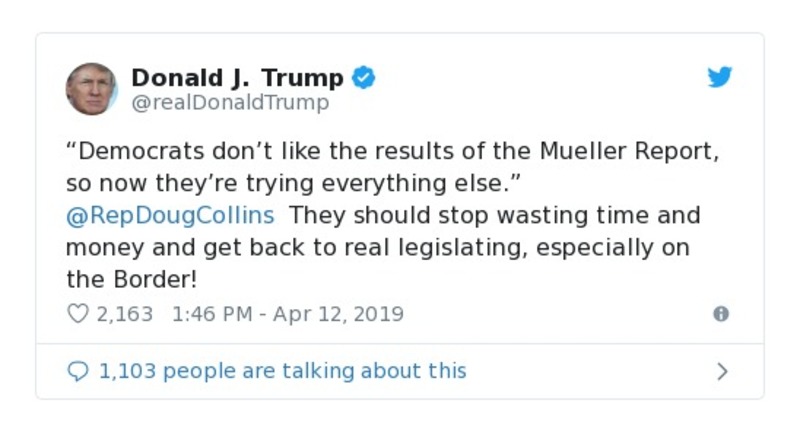 Donald J. Trump
@realDonaldTrump
“Democrats don’t like the results of the Mueller Report,
so now they’re trying everything else.”
@RepDougCollins  They should stop wasting time and
money and get back to real legislating, especially on
the Border!
2,163   1:46 PM - Apr 12, 2019
1,103 people are talking about this